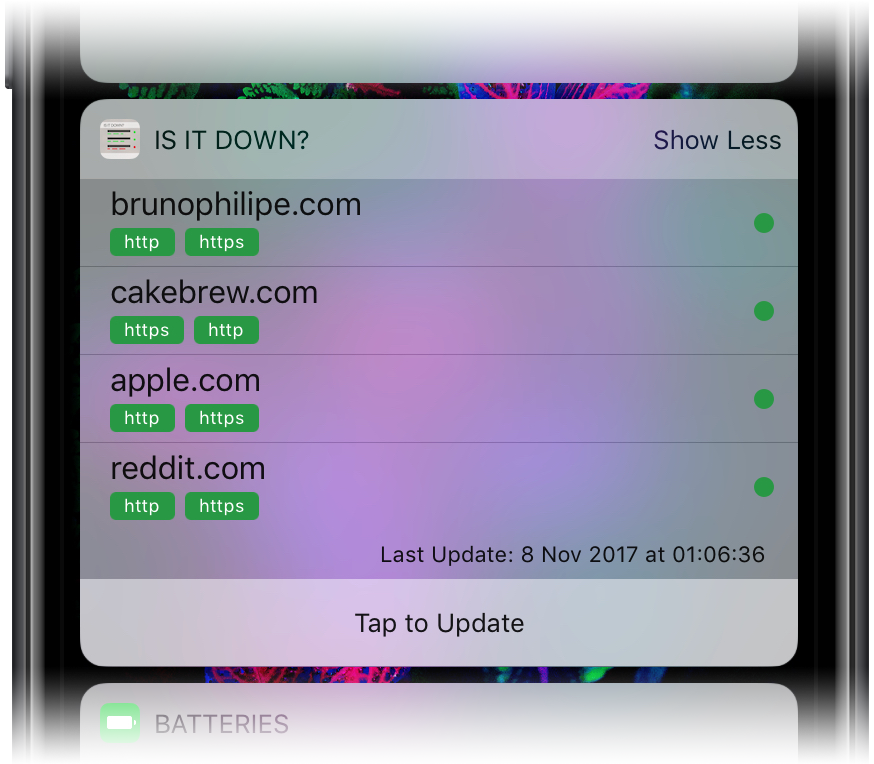 IS IT DOWN? Show Less
brunophilipe.com
http https
cakebrew.com
https http
apple.com
http https
reddit.com
http https
Last Update: 8 Nov 2017 at 01:06:36
Tap to Update
BATTERIES